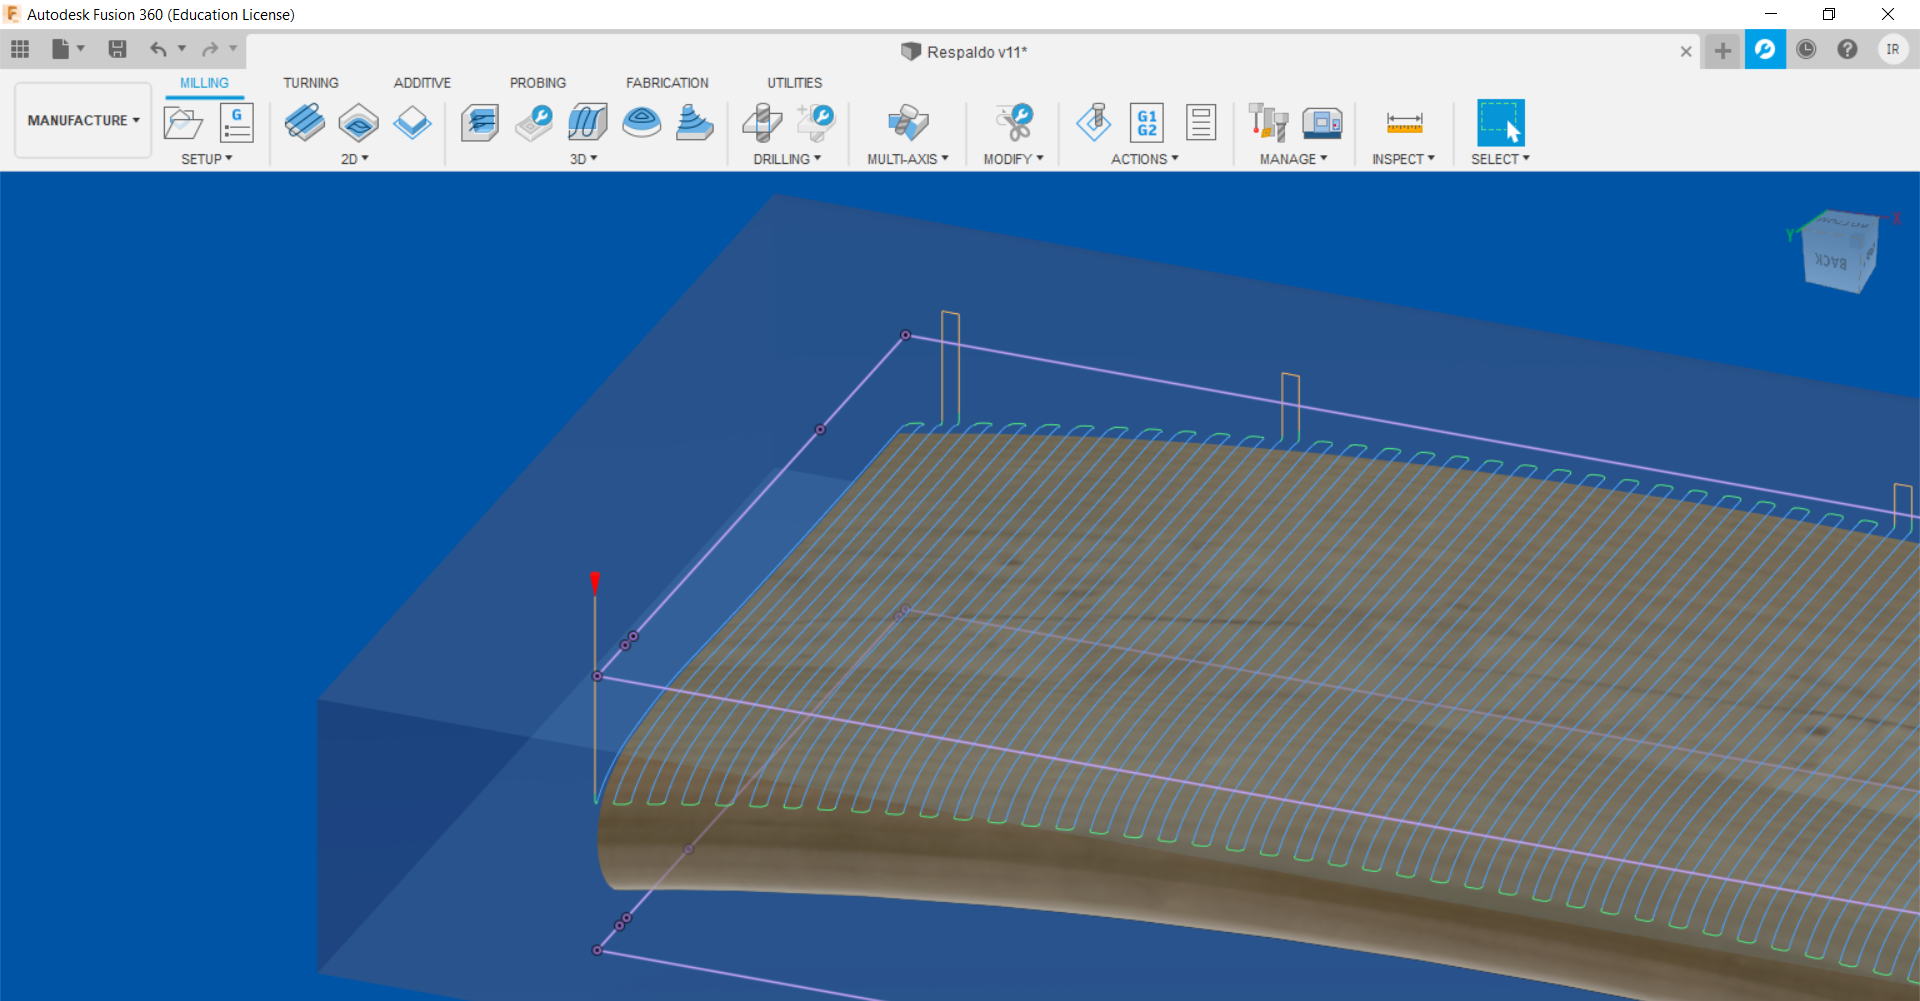 Autodesk Fusion 360 (Education License)
Respaldo v11*
IR
MILLING TURNING ADDITIVE PROBING FABRICATION UTILITIES
MANUFACTURE
G
G1
G2
SETUP 2D 3D DRILLING MULTI-AXIS MODIFY ACTIONS MANAGE INSPECT SELECT
X
Y
BACK